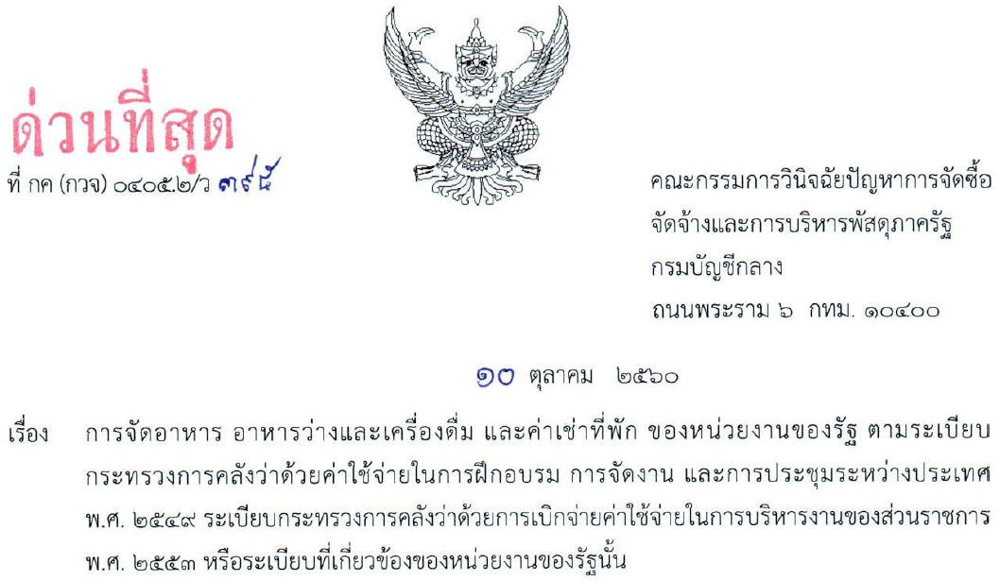 ด่วนที่สุด
ที่ กค (กวจ) ๐๔๐๕.๒/ว ๓๙๕
คณะกรรมการวินิจฉัยปัญหาการจัดซื้อ
จัดจ้างและการบริหารพัสดุภาครัฐ
กรมบัญชีกลาง
ถนนพระราม ๖ กทม. ๑๐๔๐๐
๑๐ ตุลาคม ๒๕๖๐
เรื่อง การจัดอาหาร อาหารว่างและเครื่องดื่ม และค่าเช่าที่พัก ของหน่วยงานของรัฐ ตามระเบียบ
กระทรวงการคลังว่าด้วยค่าใช้จ่ายในการฝึกอบรม การจัดงาน และการประชุมระหว่างประเทศ
พ.ศ. ๒๕๔๙ ระเบียบกระทรวงการคลังว่าด้วยการเบิกจ่ายค่าใช้จ่ายในการบริหารงานของส่วนราชการ
พ.ศ. ๒๕๕๓ หรือระเบียบที่เกี่ยวข้องของหน่วยงานของรัฐนั้น